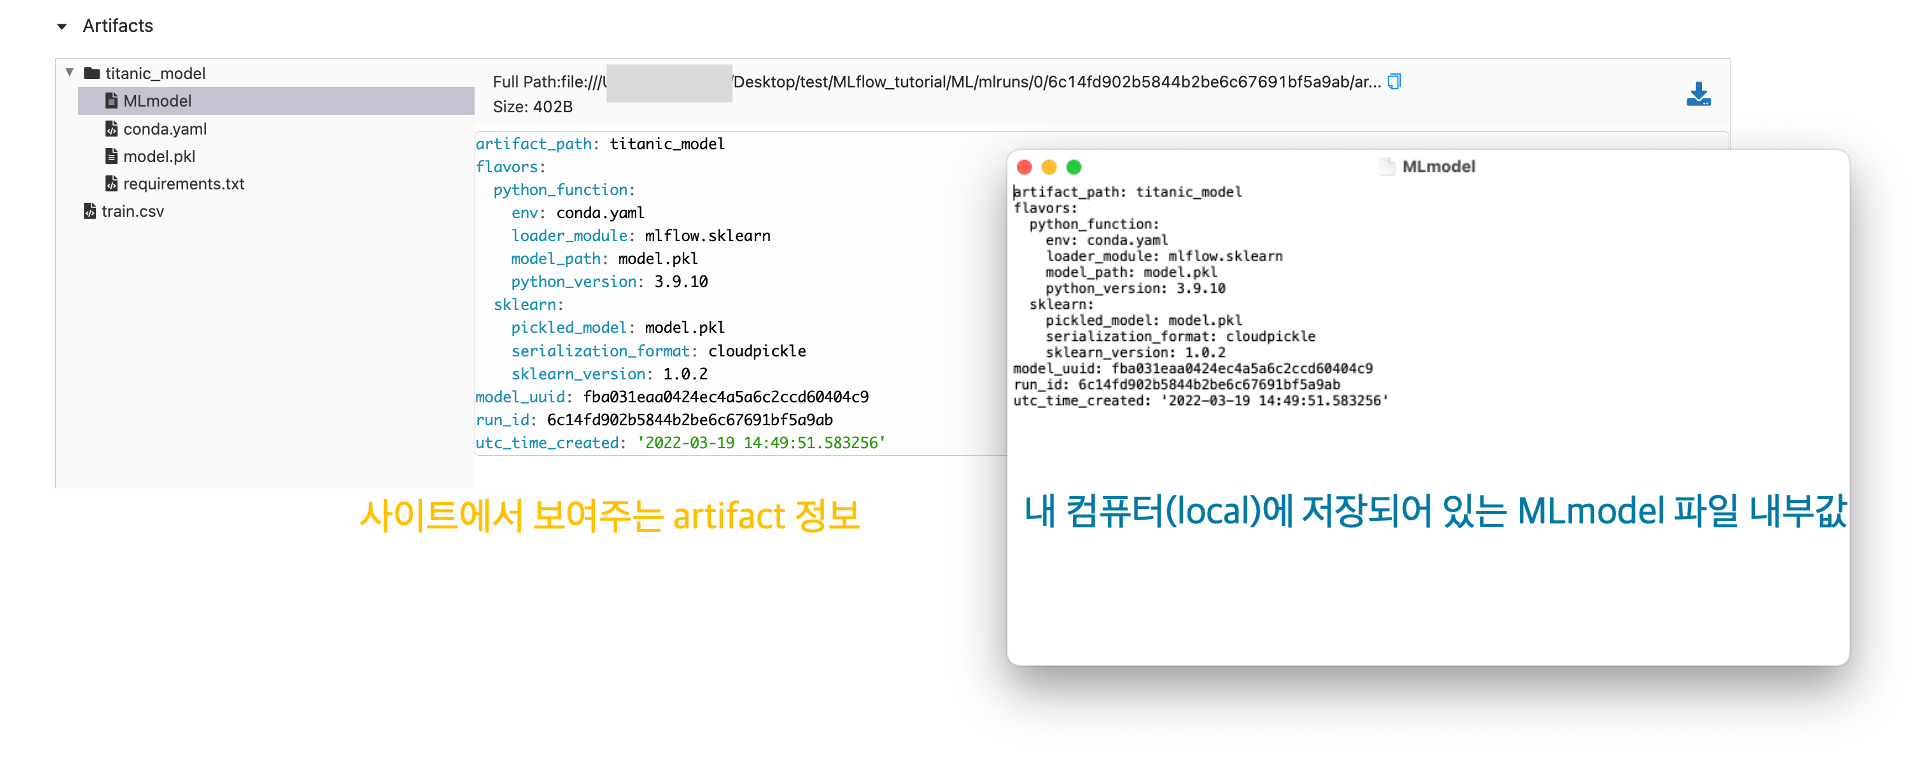 Artifacts
titanic_model
MLmodel
conda.yaml
model.pkl
requirements.txt
train.csv
Full Path:file:///U /Desktop/test/MLflow_tutorial/ML/mlruns/0/6c14fd902b5844b2be6c67691bf5a9ab/ar...
Size: 402B
artifact_path: titanic_model
flavors:
  python_function:
    env: conda.yaml
    loader_module: mlflow.sklearn
    model_path: model.pkl
    python_version: 3.9.10
  sklearn:
    pickled_model: model.pkl
    serialization_format: cloudpickle
    sklearn_version: 1.0.2
model_uuid: fba031eaa0424ec4a5a6c2ccd60404c9
run_id: 6c14fd902b5844b2be6c67691bf5a9ab
utc_time_created: '2022-03-19 14:49:51.583256'
사이트에서 보여주는 artifact 정보
MLmodel
artifact_path: titanic_model
flavors:
  python_function:
    env: conda.yaml
    loader_module: mlflow.sklearn
    model_path: model.pkl
    python_version: 3.9.10
  sklearn:
    pickled_model: model.pkl
    serialization_format: cloudpickle
    sklearn_version: 1.0.2
model_uuid: fba031eaa0424ec4a5a6c2ccd60404c9
run_id: 6c14fd902b5844b2be6c67691bf5a9ab
utc_time_created: '2022-03-19 14:49:51.583256'
내 컴퓨터(local)에 저장되어 있는 MLmodel 파일 내부값